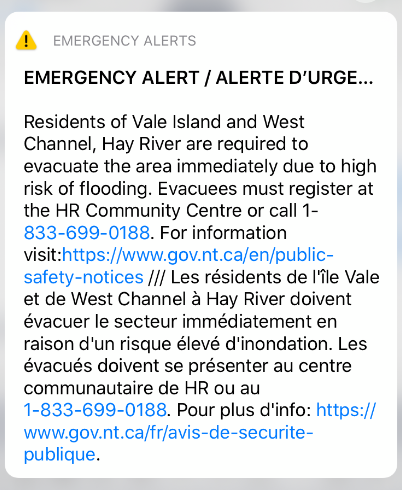 EMERGENCY ALERTS
EMERGENCY ALERT / ALERTE D’URGE...
Residents of Vale Island and West
Channel, Hay River are required to
evacuate the area immediately due to high
risk of flooding. Evacuees must register at
the HR Community Centre or call 1-
833-699-0188. For information
visit:https://www.gov.nt.ca/en/public-
safety-notices /// Les résidents de l'île Vale
et de West Channel à Hay River doivent
évacuer le secteur immédiatement en
raison d'un risque élevé d'inondation. Les
évacués doivent se présenter au centre
communautaire de HR ou au
1-833-699-0188. Pour plus d'info: https://
www.gov.nt.ca/fr/avis-de-securite-
publique.